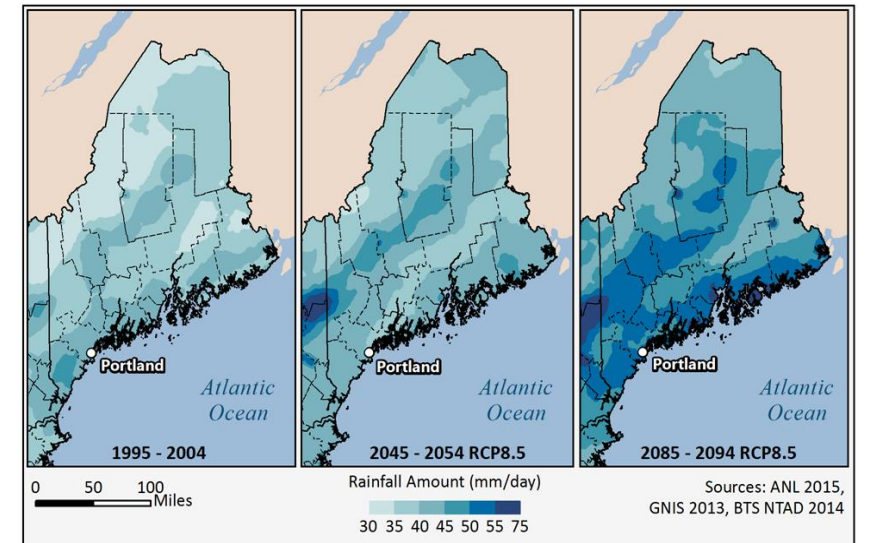 Portland
Atlantic
Ocean
1995 - 2004
Portland
Atlantic
Ocean
2045 - 2054 RCP8.5
Portland
Atlantic
Ocean
2085 - 2094 RCP8.5
0 50 100
Miles
Rainfall Amount (mm/day)
30 35 40 45 50 55 75
Sources: ANL 2015,
GNIS 2013, BTS NTAD 2014